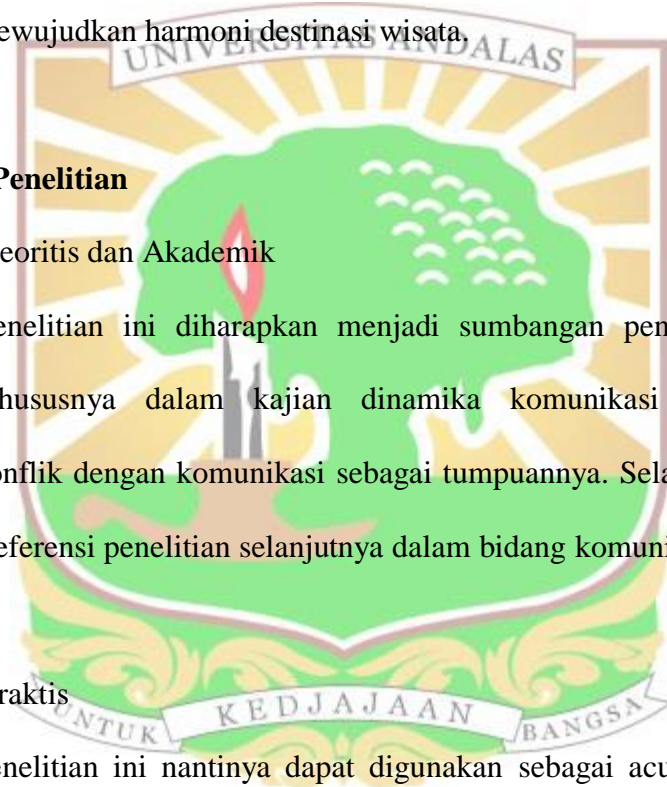 ewujudkan harmoni destinasi wisata.
UNIVERSITAS ANDALAS
Penelitian
eoritis dan Akademik
enelitian ini diharapkan menjadi sumbangan pen
hususnya dalam kajian dinamika komunikasi
onflik dengan komunikasi sebagai tumpuannya. Sela
eferensi penelitian selanjutnya dalam bidang komuni
raktis
UNTUK KEDJAJAAN BANGSA
enelitian ini nantinya dapat digunakan sebagai acu